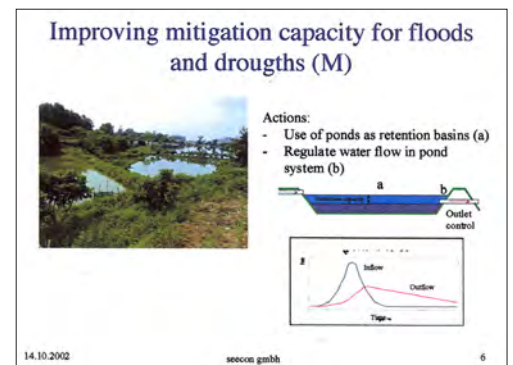 Improving mitigation capacity for floods
and drougths (M)
Actions:
- Use of ponds as retention basins (a)
- Regulate water flow in pond
system (b)
a
b
Outlet
control
Inflow
Outflow
Time
14.10.2002
seecon gmbh
6